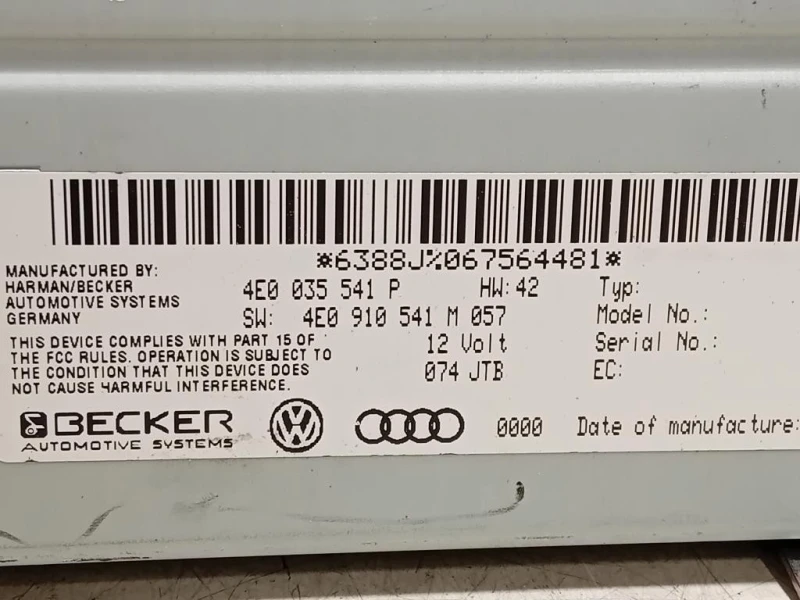 *6388J%067564481*
MANUFACTURED BY:
HARMAN/BECKER
AUTOMOTIVE SYSTEMS
GERMANY
4E0 035 541 P HW:42
SW: 4E0 910 541 M 057
12 Volt
074 JTB
Typ:
Model No.:
Serial No.:
EC:
THIS DEVICE COMPLIES WITH PART 15 OF
THE FCC RULES. OPERATION IS SUBJECT TO
THE CONDITION THAT THIS DEVICE DOES
NOT CAUSE HARMFUL INTERFERENCE.
BECKER
AUTOMOTIVE SYSTEMS
0000 Date of manufacture: